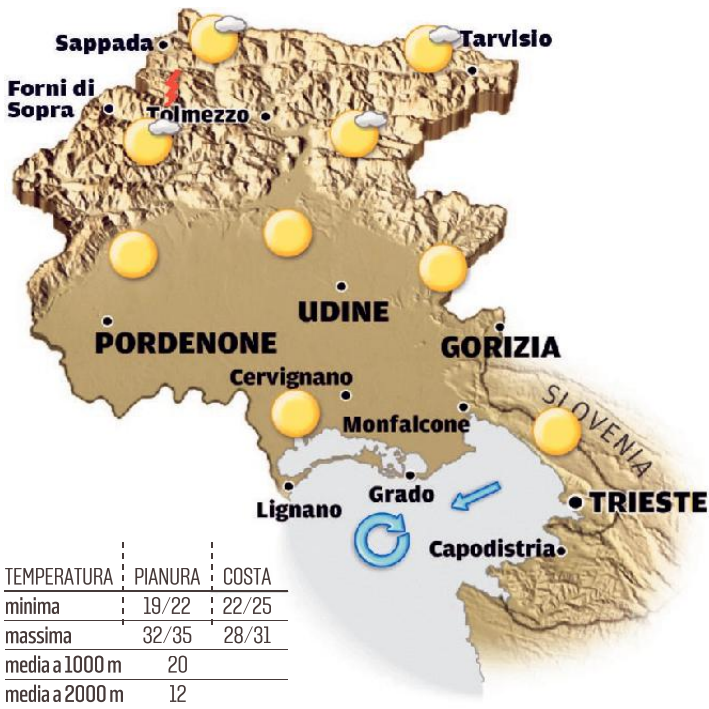 Sappada
Tarvisio
Forni di
Sopra
Tolmezzo
UDINE
PORDENONE
GORIZIA
Cervignano
SLOVENIA
Monfalcone
Grado
Lignano
TRIESTE
Capodistria
TEMPERATURA PIANURA COSTA
minima 19/22 22/25
massima 32/35 28/31
media a 1000 m 20
media a 2000 m 12